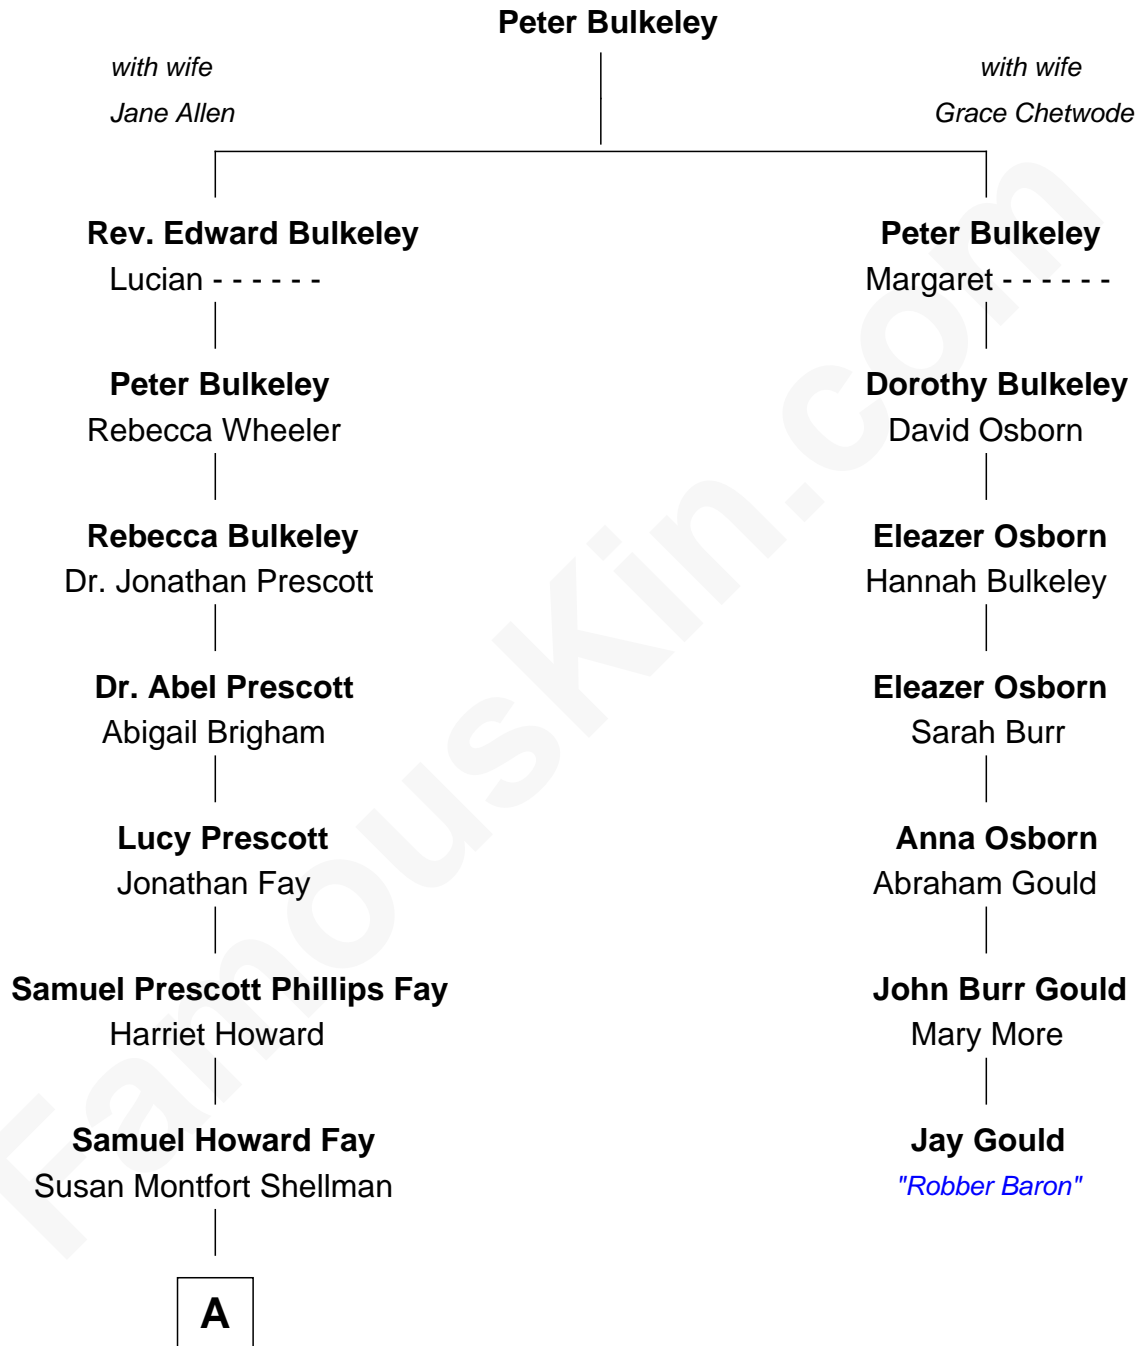 Peter Bulkeley
with wife
Jane Allen
with wife
Grace Chetwode
Rev. Edward Bulkeley
Lucian - - - - - -
Peter Bulkeley
Margaret - - - - - -
Peter Bulkeley
Rebecca Wheeler
Dorothy Bulkeley
David Osborn
Rebecca Bulkeley
Dr. Jonathan Prescott
Eleazer Osborn
Hannah Bulkeley
Dr. Abel Prescott
Abigail Brigham
Eleazer Osborn
Sarah Burr
Lucy Prescott
Jonathan Fay
Anna Osborn
Abraham Gould
Samuel Prescott Phillips Fay
Harriet Howard
John Burr Gould
Mary More
Samuel Howard Fay
Susan Montfort Shellman
Jay Gould
"Robber Baron"
A
FamousKin.com